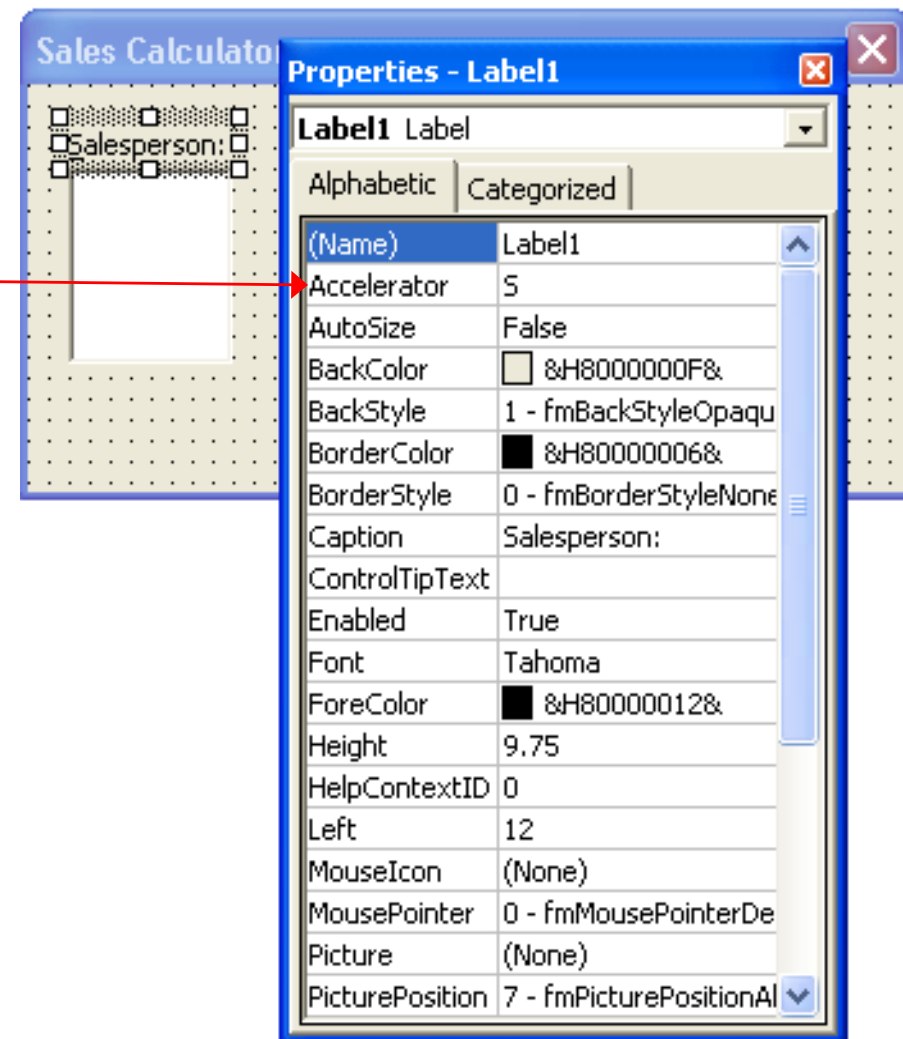 Sales Calculato
Salesperson:
Properties - Label1
Label1 Label
Alphabetic Categorized
(Name) Label1
Accelerator S
AutoSize False
BackColor &H8000000F&
BackStyle 1 - fmBackStyleOpaqu
BorderColor &H80000006&
BorderStyle 0 - fmBorderStyleNone
Caption Salesperson:
ControlTipText
Enabled True
Font Tahoma
ForeColor &H80000012&
Height 9.75
HelpContextID 0
Left 12
MouseIcon (None)
MousePointer 0 - fmMousePointerDe
Picture (None)
PicturePosition 7 - fmPicturePositionAl